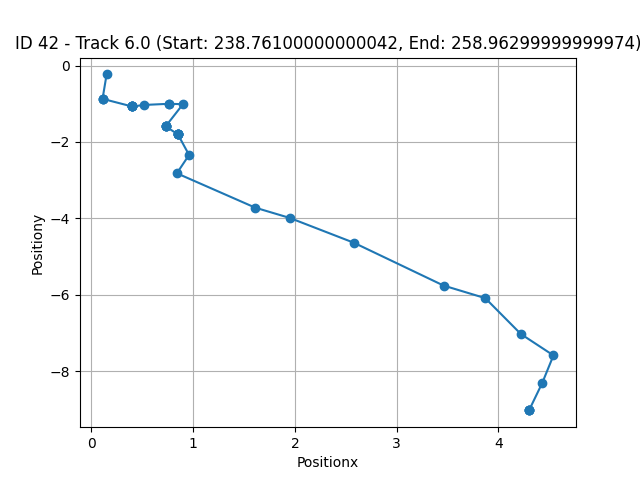 ID 42 - Track 6.0 (Start: 238.76100000000042, End: 258.96299999999974)
0
−2
−4
−6
−8
Positiony
0 1 2 3 4
Positionx